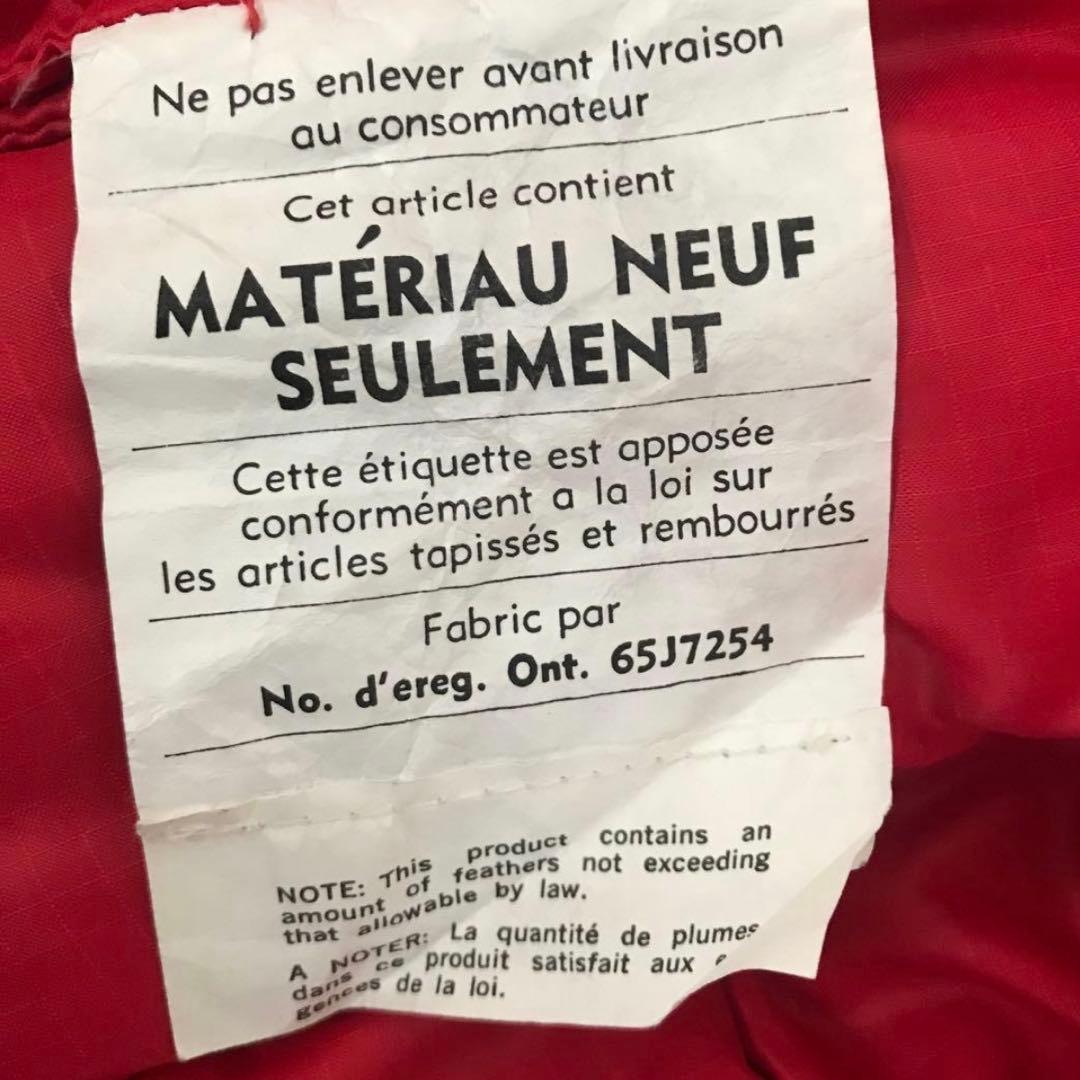 Ne pas enlever avant livraison
au consommateur
Cet article contient
MATÉRIAU NEUF
SEULEMENT
Cette étiquette est apposée
conformément a la loi sur
les articles tapissés et rembourrés
Fabric par
No. d'ereg. Ont. 65J7254
NOTE: This product contains an
amount of feathers not exceeding
that allowable by law.
A NOTER: La quantité de plumes
dans ce produit satisfait aux
gences de la loi.